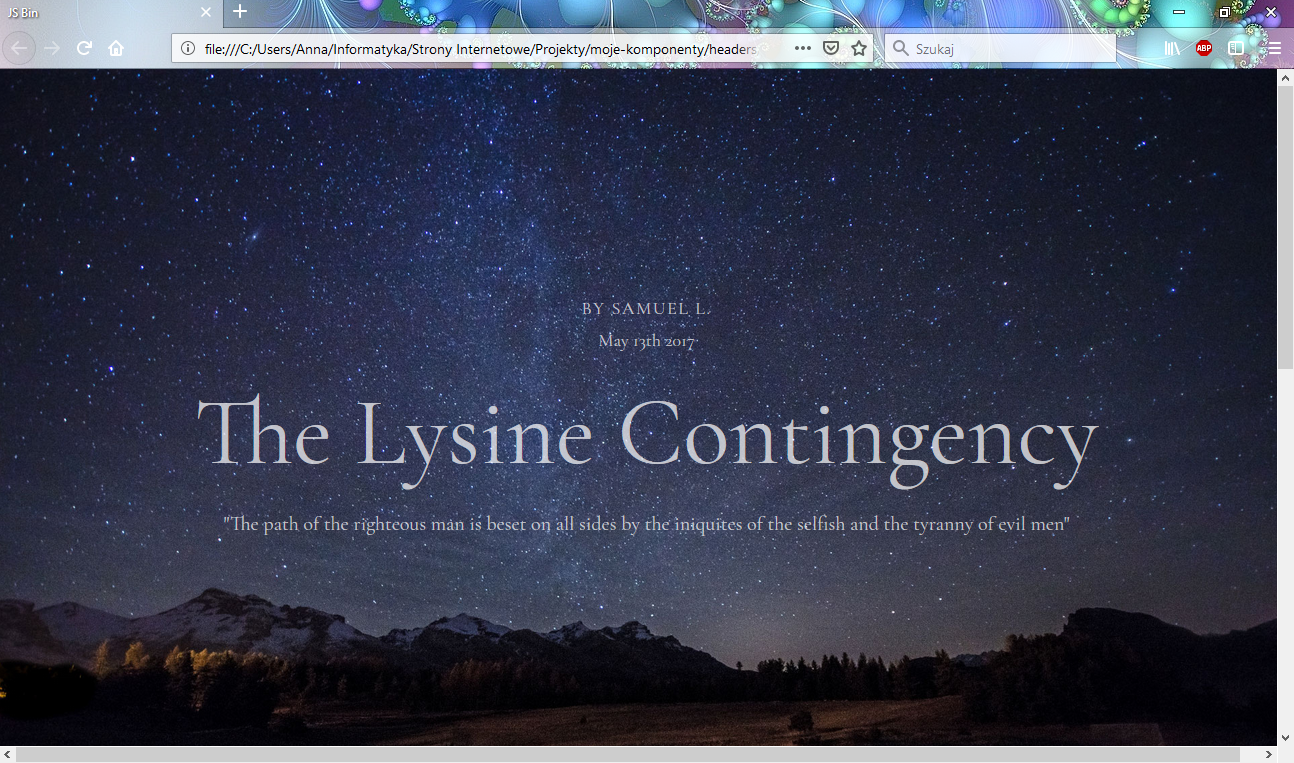 JS Bin
file:///C:/Users/Anna/Informatyka/Strony Internetowe/Projekty/moje-komponenty/headers
Szukaj
ABP
BY SAMUEL L.
May 13th 2017
The Lysine Contingency
"The path of the righteous man is beset on all sides by the iniquites of the selfish and the tyranny of evil men"